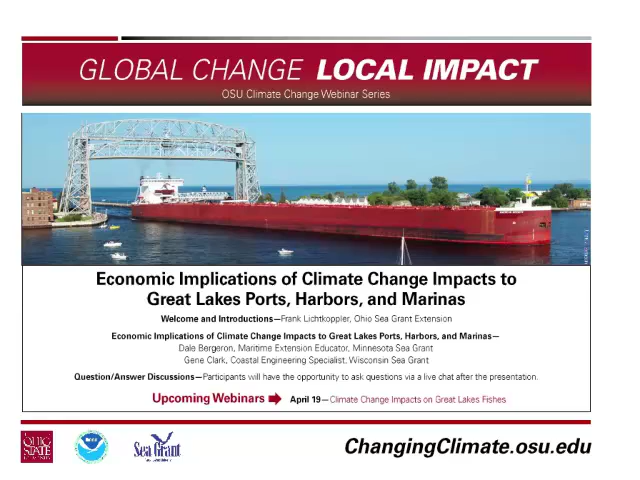 GLOBAL CHANGE LOCAL IMPACT
OSU Climate Change Webinar Series
Economic Implications of Climate Change Impacts to
Great Lakes Ports, Harbors, and Marinas
Welcome and Introductions—Frank Lichtkoppler, Ohio Sea Grant Extension
Economic Implications of Climate Change Impacts to Great Lakes Ports, Harbors, and Marinas—
Dale Bergeron, Maritime Extension Educator, Minnesota Sea Grant
Gene Clark, Coastal Engineering Specialist, Wisconsin Sea Grant
Question/Answer Discussions—Participants will have the opportunity to ask questions via a live chat after the presentation.
Upcoming Webinars April 19—Climate Change Impacts on Great Lakes Fishes
OHIO
STATE
NOAA
Sea Grant
ChangingClimate.osu.edu